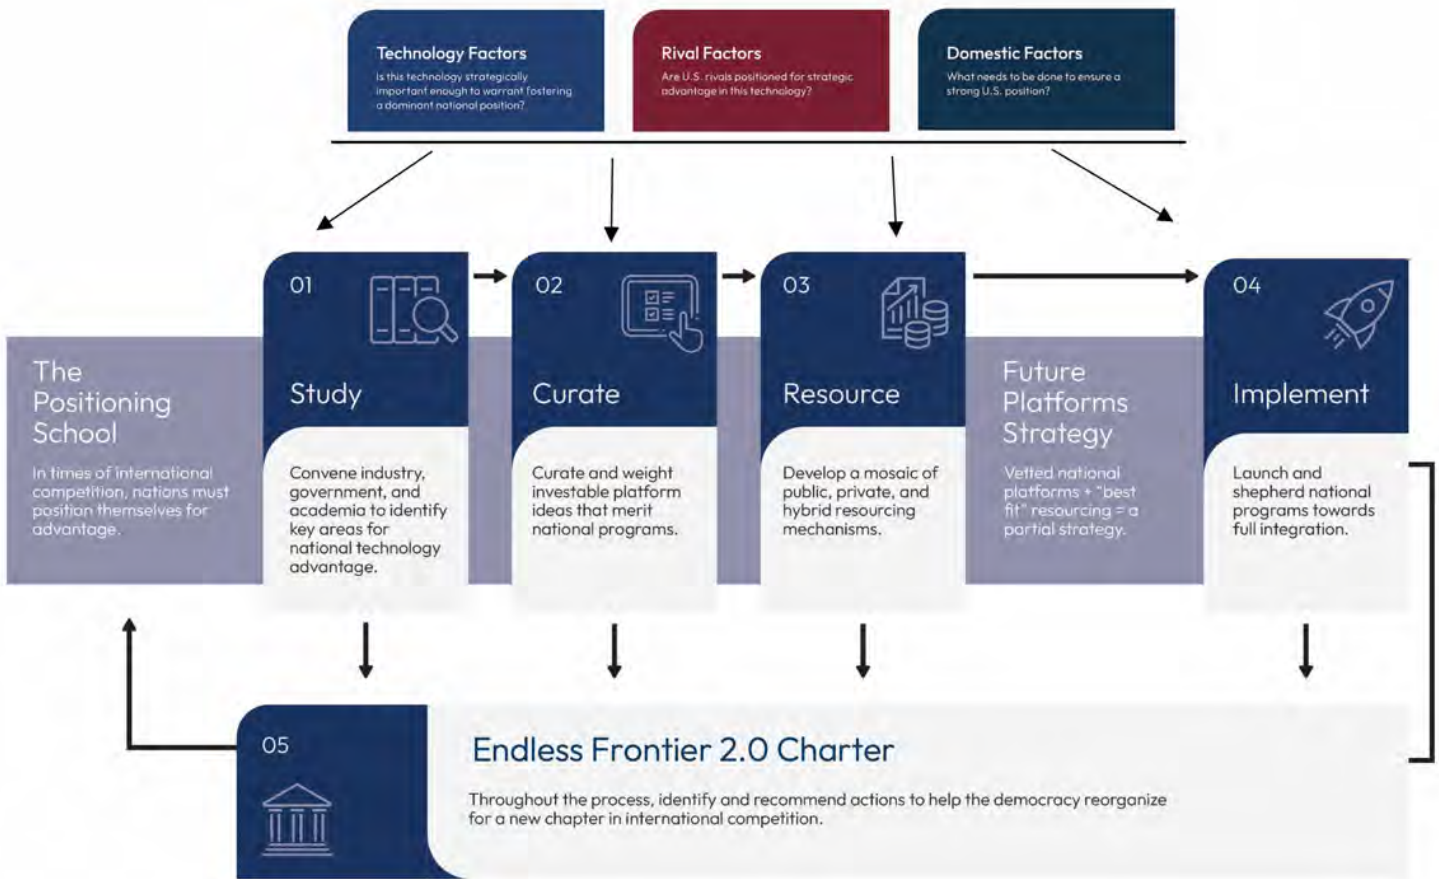 Technology Factors
Is this technology strategically
important enough to warrant fostering
a dominant national position?
Rival Factors
Are U.S. rivals positioned for strategic
advantage in this technology?
Domestic Factors
What needs to be done to ensure a
strong U.S. position?
The
Positioning
School
In times of international
competition, nations must
position themselves for
advantage.
01
Study
Convene industry,
government, and
academia to identify
key areas for
national technology
advantage.
02
Curate
Curate and weight
investable platform
ideas that merit
national programs.
03
Resource
Develop a mosaic of
public, private, and
hybrid resourcing
mechanisms.
Future
Platforms
Strategy
Vetted national
platforms + "best
fit" resourcing = a
partial strategy.
04
Implement
Launch and
shepherd national
programs towards
full integration.
05
Endless Frontier 2.0 Charter
Throughout the process, identify and recommend actions to help the democracy reorganize
for a new chapter in international competition.